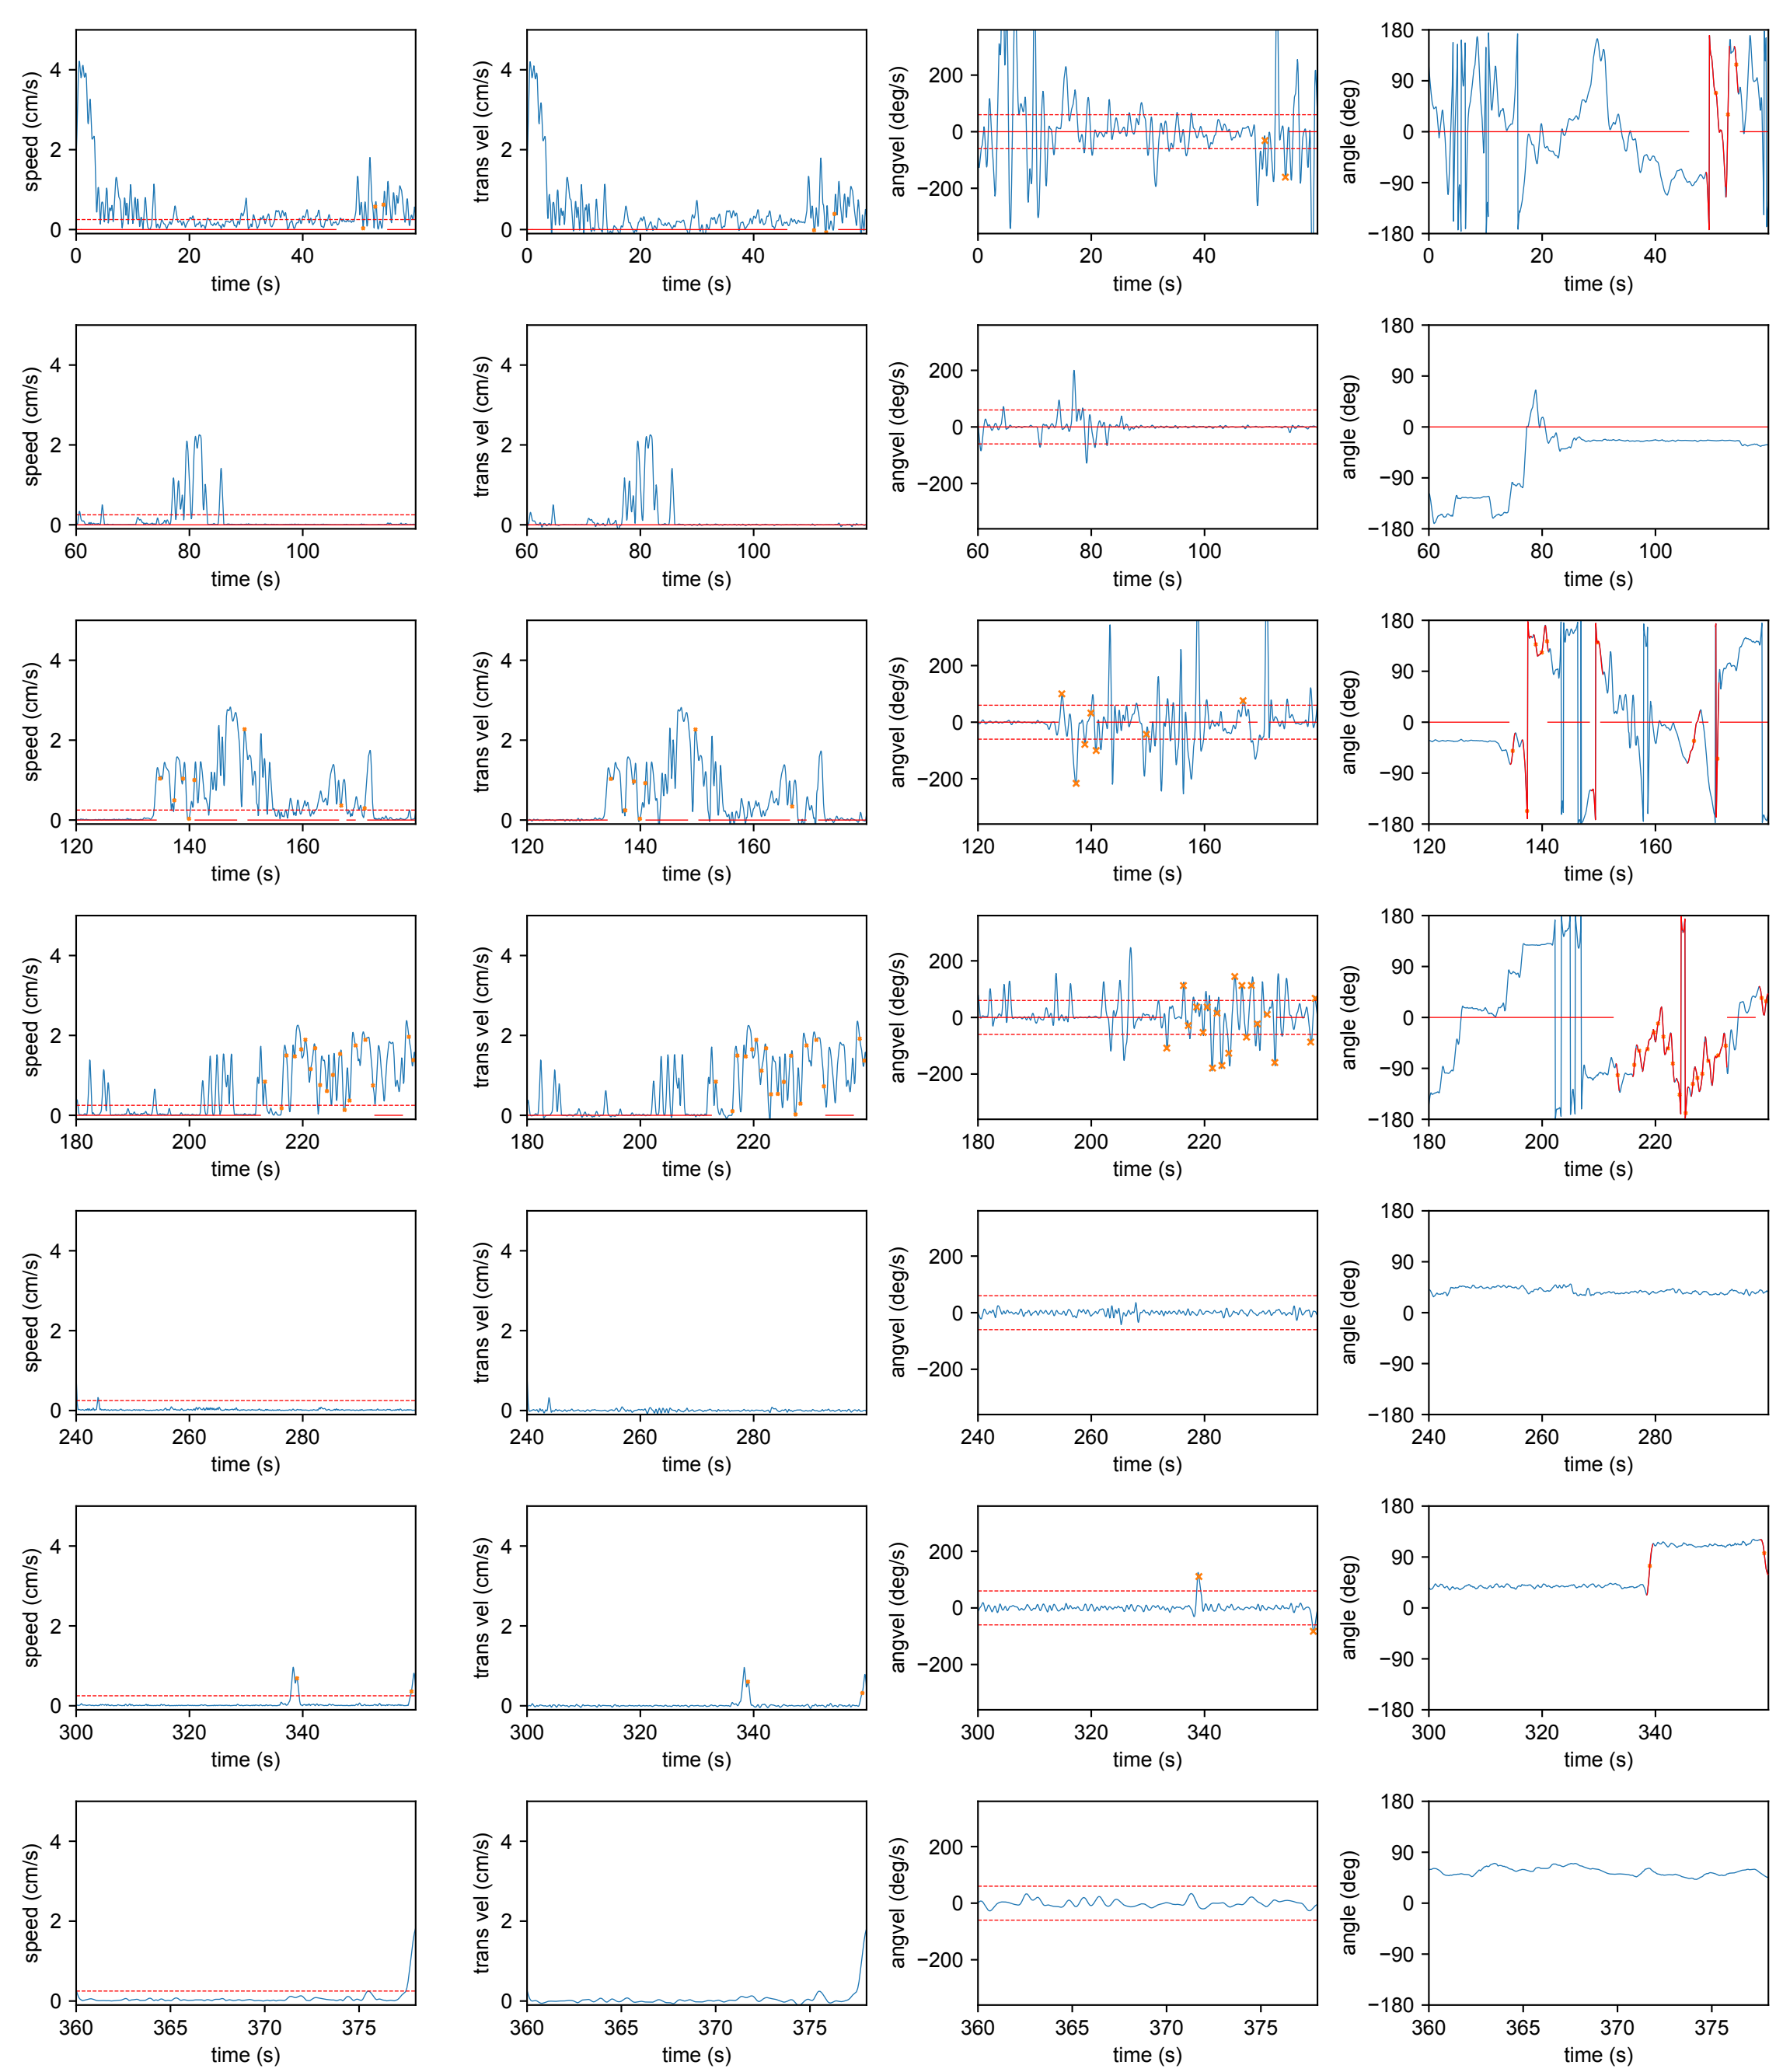 speed (cm/s)
4
2
0
0 20 40
time (s)
trans vel (cm/s)
4
2
0
0 20 40
time (s)
angvel (deg/s)
200
0
−200
0 20 40
time (s)
angle (deg)
180
90
0
−90
−180
0 20 40
time (s)
speed (cm/s)
4
2
0
60 80 100
time (s)
trans vel (cm/s)
4
2
0
60 80 100
time (s)
angvel (deg/s)
200
0
−200
60 80 100
time (s)
angle (deg)
180
90
0
−90
−180
60 80 100
time (s)
speed (cm/s)
4
2
0
120 140 160
time (s)
trans vel (cm/s)
4
2
0
120 140 160
time (s)
angvel (deg/s)
200
0
−200
120 140 160
time (s)
angle (deg)
180
90
0
−90
−180
120 140 160
time (s)
speed (cm/s)
4
2
0
180 200 220
time (s)
trans vel (cm/s)
4
2
0
180 200 220
time (s)
angvel (deg/s)
200
0
−200
180 200 220
time (s)
angle (deg)
180
90
0
−90
−180
180 200 220
time (s)
speed (cm/s)
4
2
0
240 260 280
time (s)
trans vel (cm/s)
4
2
0
240 260 280
time (s)
angvel (deg/s)
200
0
−200
240 260 280
time (s)
angle (deg)
180
90
0
−90
−180
240 260 280
time (s)
speed (cm/s)
4
2
0
300 320 340
time (s)
trans vel (cm/s)
4
2
0
300 320 340
time (s)
angvel (deg/s)
200
0
−200
300 320 340
time (s)
angle (deg)
180
90
0
−90
−180
300 320 340
time (s)
speed (cm/s)
4
2
0
360 365 370 375
time (s)
trans vel (cm/s)
4
2
0
360 365 370 375
time (s)
angvel (deg/s)
200
0
−200
360 365 370 375
time (s)
angle (deg)
180
90
0
−90
−180
360 365 370 375
time (s)